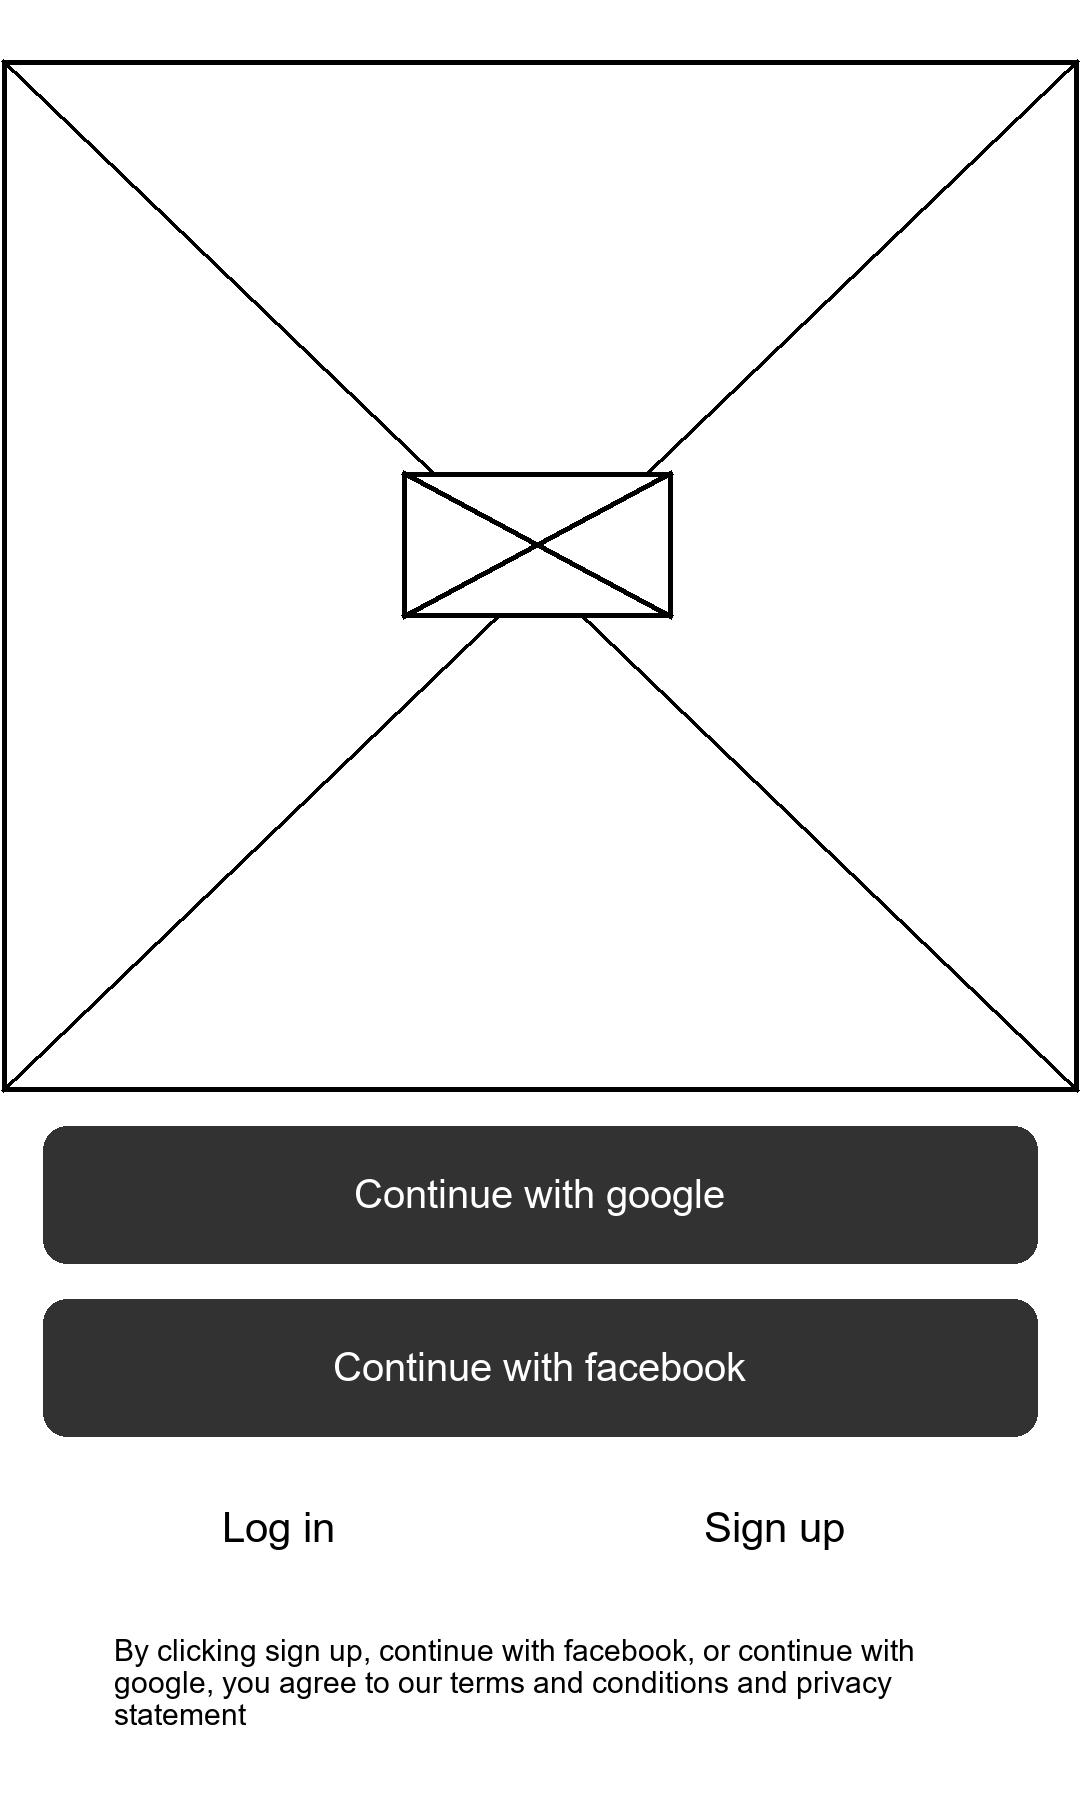 Continue with google
Continue with facebook
Log in
Sign up
By clicking sign up, continue with facebook, or continue with
google, you agree to our terms and conditions and privacy
statement